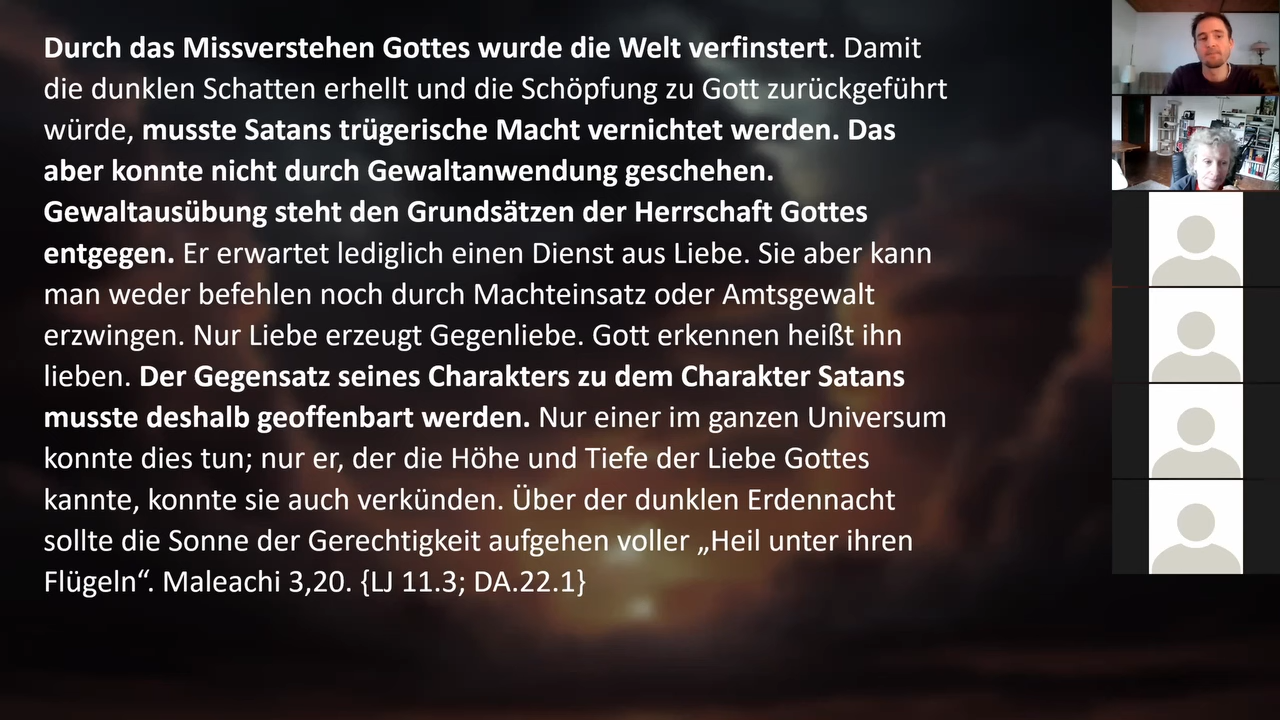 Durch das Missverstehen Gottes wurde die Welt verfinstert. Damit
die dunklen Schatten erhellt und die Schöpfung zu Gott zurückgeführt
würde, musste Satans trügerische Macht vernichtet werden. Das
aber konnte nicht durch Gewaltanwendung geschehen.
Gewaltausübung steht den Grundsätzen der Herrschaft Gottes
entgegen. Er erwartet lediglich einen Dienst aus Liebe. Sie aber kann
man weder befehlen noch durch Machteinsatz oder Amtsgewalt
erzwingen. Nur Liebe erzeugt Gegenliebe. Gott erkennen heißt ihn
lieben. Der Gegensatz seines Charakters zu dem Charakter Satans
musste deshalb geoffenbart werden. Nur einer im ganzen Universum
konnte dies tun; nur er, der die Höhe und Tiefe der Liebe Gottes
kannte, konnte sie auch verkünden. Über der dunklen Erdennacht
sollte die Sonne der Gerechtigkeit aufgehen voller „Heil unter ihren
Flügeln“. Maleachi 3,20. {LJ 11.3; DA.22.1}